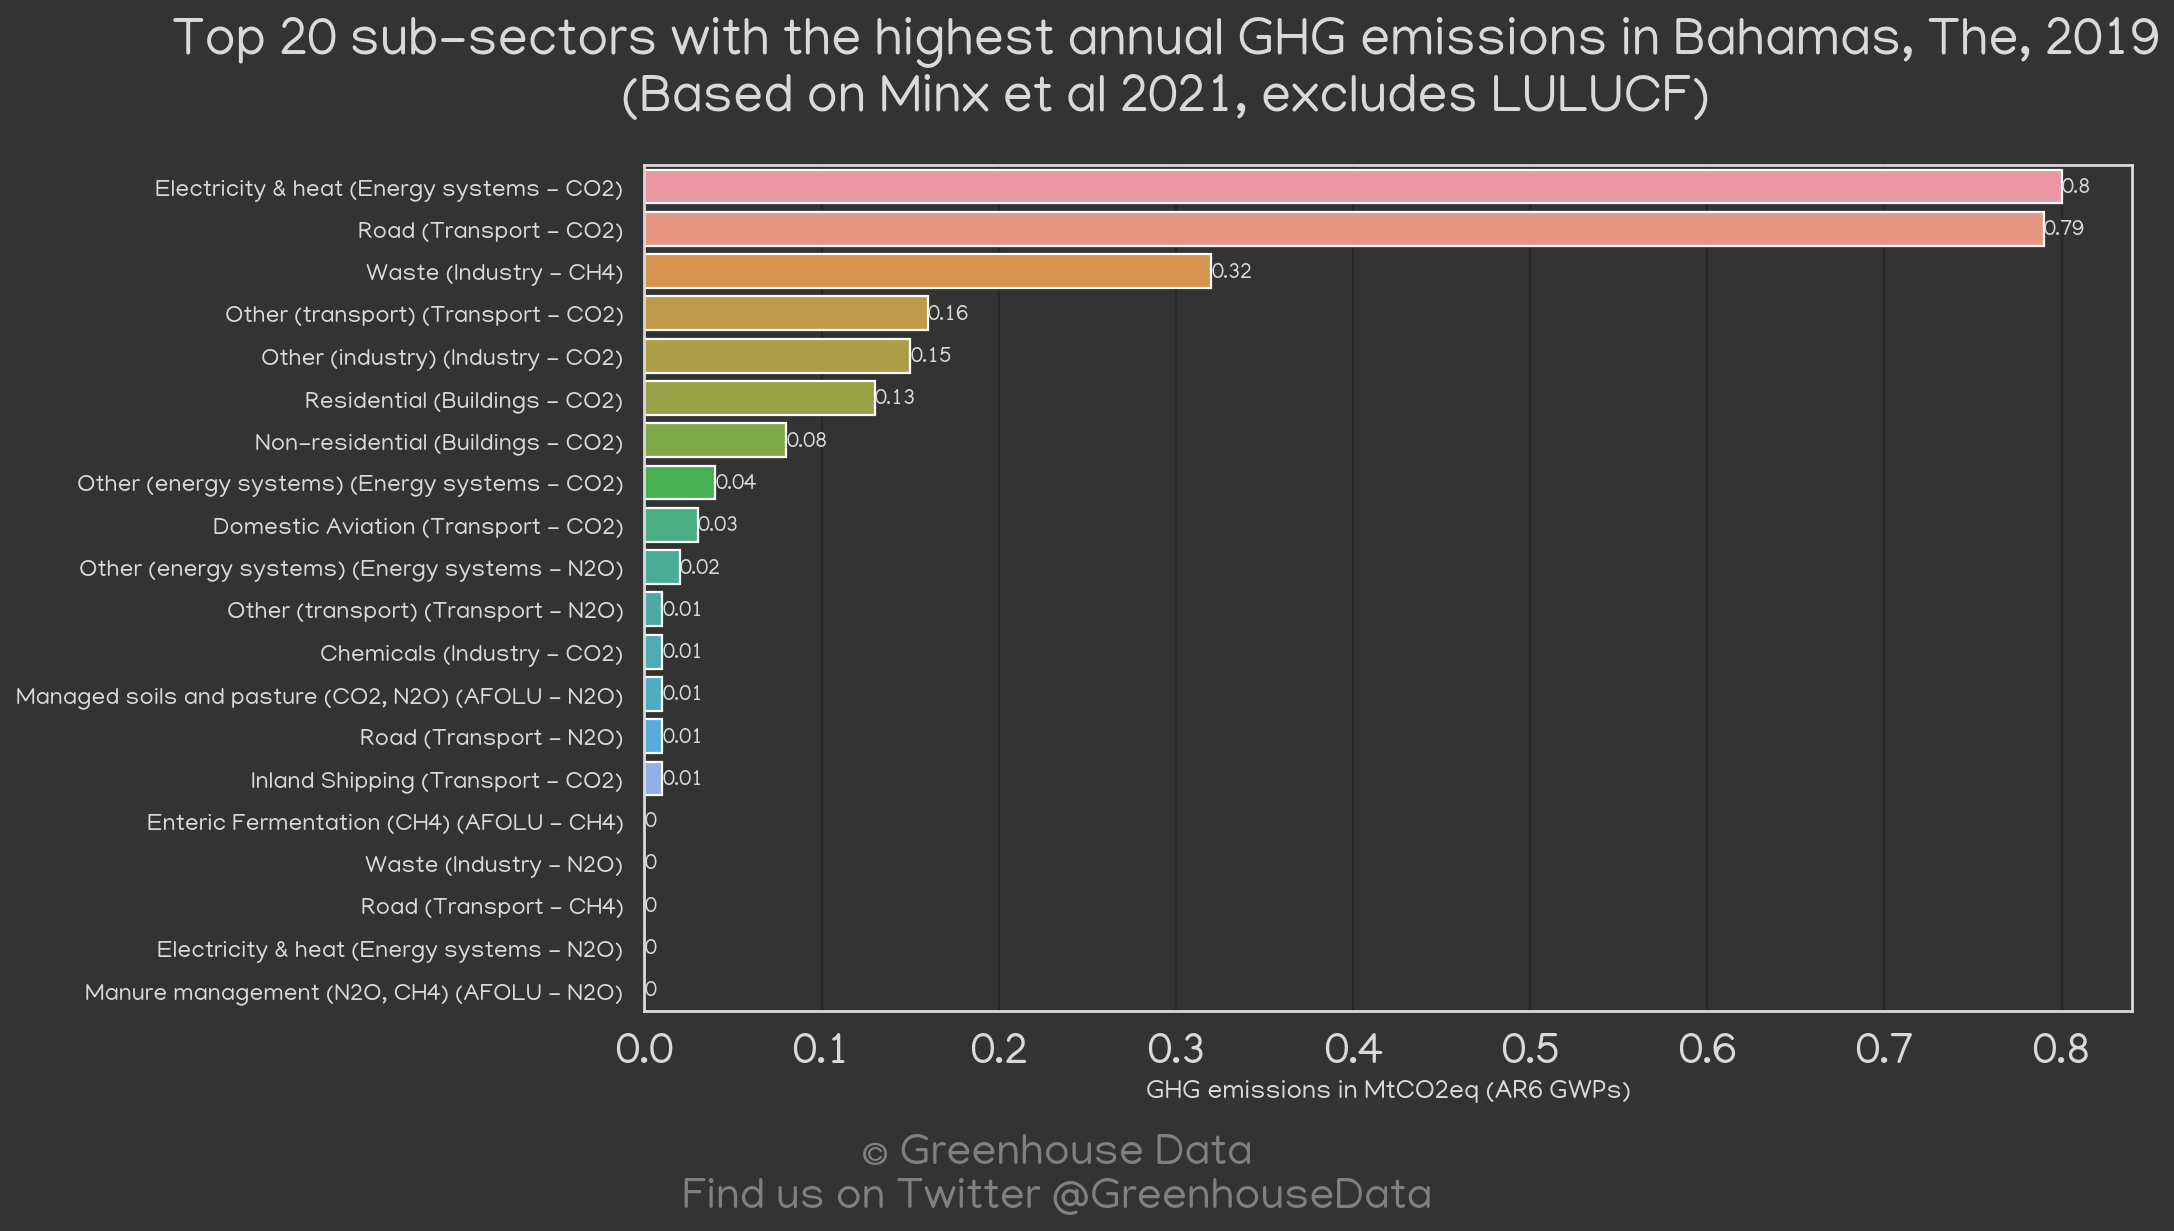 Top 20 sub-sectors with the highest annual GHG emissions in Bahamas, The, 2019
(Based on Minx et al 2021, excludes LULUCF)
Electricity & heat (Energy systems - CO2) 0.8
Road (Transport - CO2) 0.79
Waste (Industry - CH4) 0.32
Other (transport) (Transport - CO2) 0.16
Other (industry) (Industry - CO2) 0.15
Residential (Buildings - CO2) 0.13
Non-residential (Buildings - CO2) 0.08
Other (energy systems) (Energy systems - CO2) 0.04
Domestic Aviation (Transport - CO2) 0.03
Other (energy systems) (Energy systems - N2O) 0.02
Other (transport) (Transport - N2O) 0.01
Chemicals (Industry - CO2) 0.01
Managed soils and pasture (CO2, N2O) (AFOLU - N2O) 0.01
Road (Transport - N2O) 0.01
Inland Shipping (Transport - CO2) 0.01
Enteric Fermentation (CH4) (AFOLU - CH4) 0
Waste (Industry - N2O) 0
Road (Transport - CH4) 0
Electricity & heat (Energy systems - N2O) 0
Manure management (N2O, CH4) (AFOLU - N2O) 0
0.0 0.1 0.2 0.3 0.4 0.5 0.6 0.7 0.8
GHG emissions in MtCO2eq (AR6 GWPs)
© Greenhouse Data
Find us on Twitter @GreenhouseData